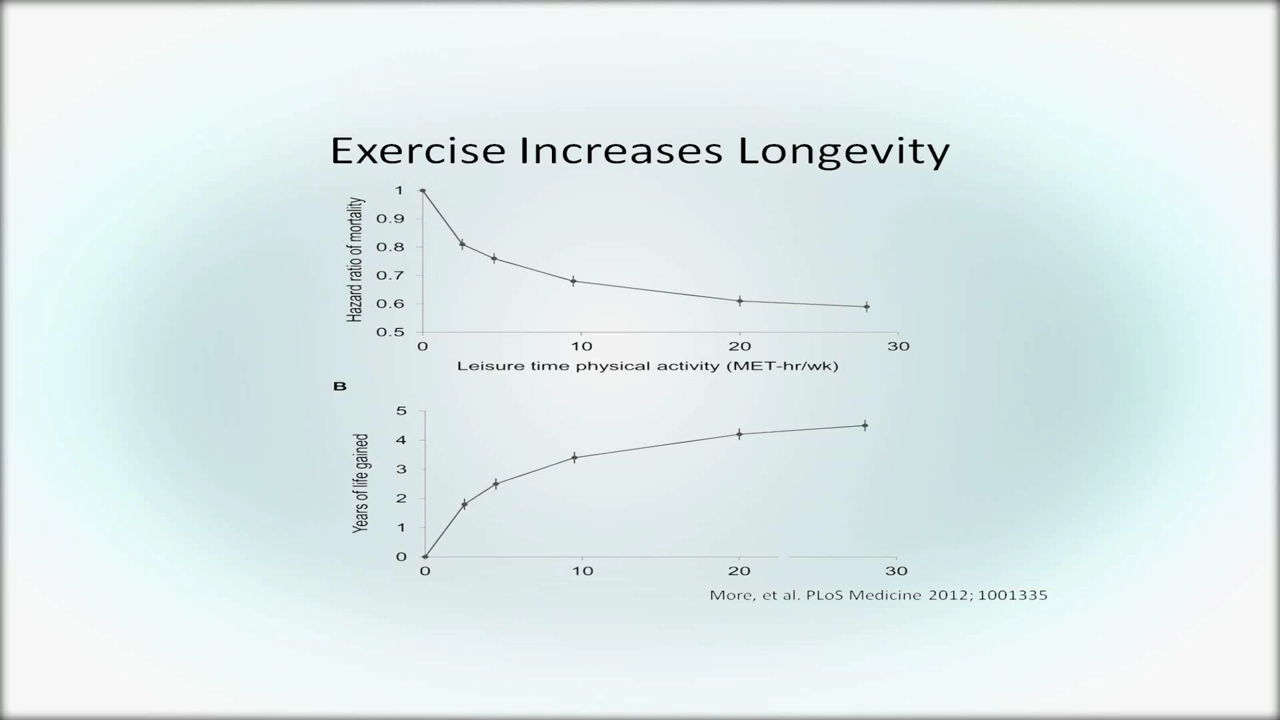 Exercise Increases Longevity
Hazard ratio of mortality
1
0.9
0.8
0.7
0.6
0.5
0 10 20 30
Leisure time physical activity (MET-hr/wk)
B
Years of life gained
5
4
3
2
1
0
0 10 20 30
More, et al. PLoS Medicine 2012; 1001335